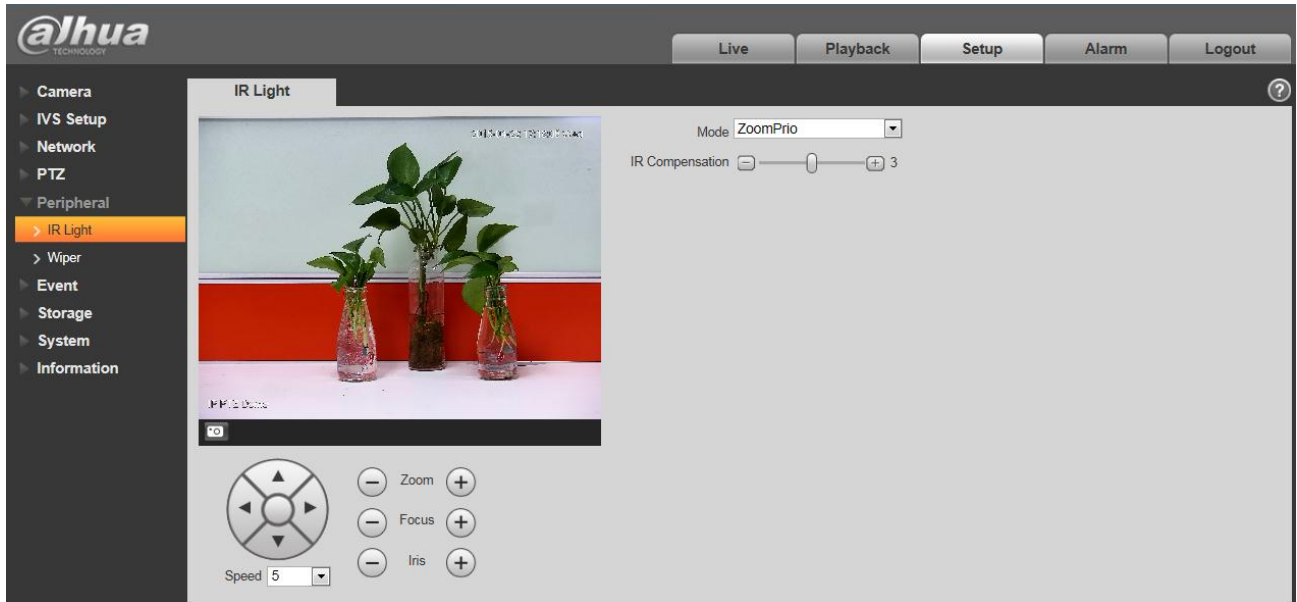 alhua
TECHNOLOGY
Live
Playback
Setup
Alarm
Logout
Camera
IVS Setup
Network
PTZ
Peripheral
IR Light
Wiper
Event
Storage
System
Information
IR Light
?
Mode ZoomPrio
IR Compensation 3
Zoom
Focus
Iris
Speed 5